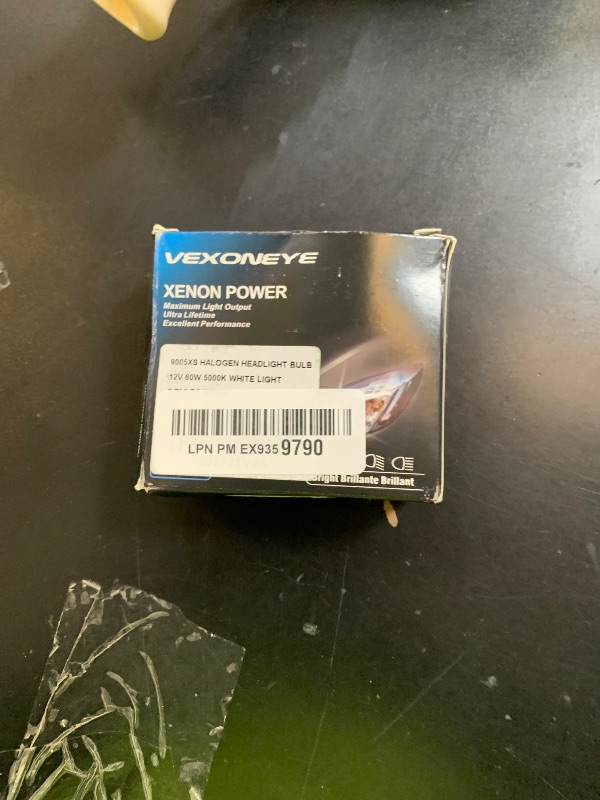 VEXONEYE
XENON POWER
Maximum Light Output
Ultra Lifetime
Excellent Performance
9005XS HALOGEN HEADLIGHT BULB
12V 60W 5000K WHITE LIGHT
LPN PM EX935 9790
Bright Brillante Brillant